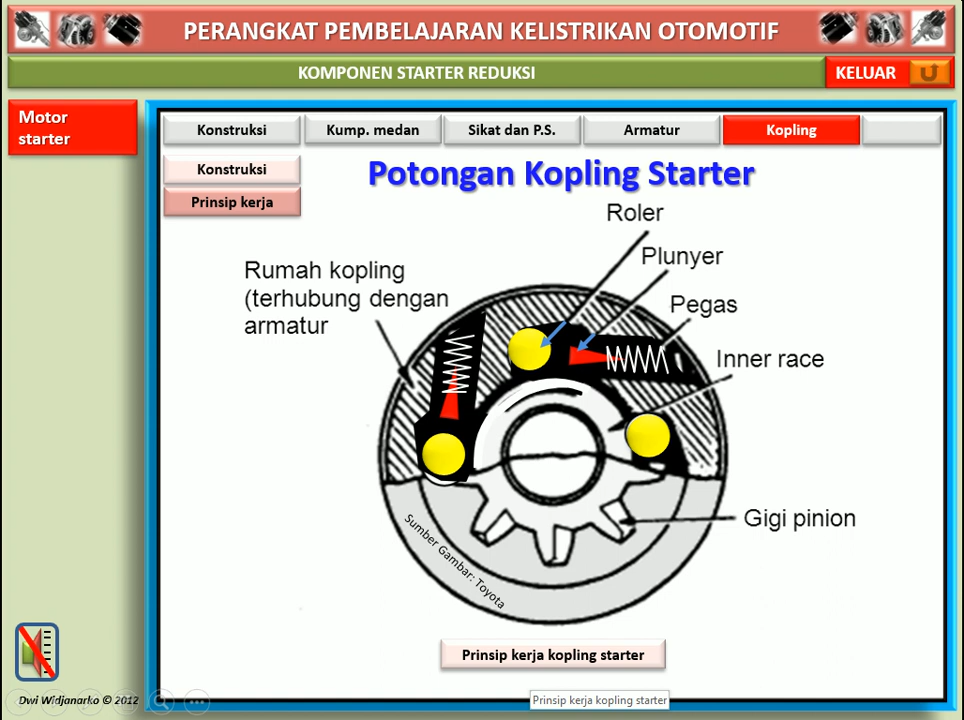 PERANGKAT PEMBELAJARAN KELISTRIKAN OTOMOTIF
KOMPONEN STARTER REDUKSI
KELUAR
Motor
starter
Konstruksi
Kump. medan
Sikat dan P.S.
Armatur
Kopling
Konstruksi
Prinsip kerja
Potongan Kopling Starter
Roler
Plunyer
Rumah kopling
(terhubung dengan
armatur
Pegas
Inner race
Gigi pinion
Sumber Gambar: Toyota
Prinsip kerja kopling starter
Dwi Widjanarko © 2012
Prinsip kerja kopling starter